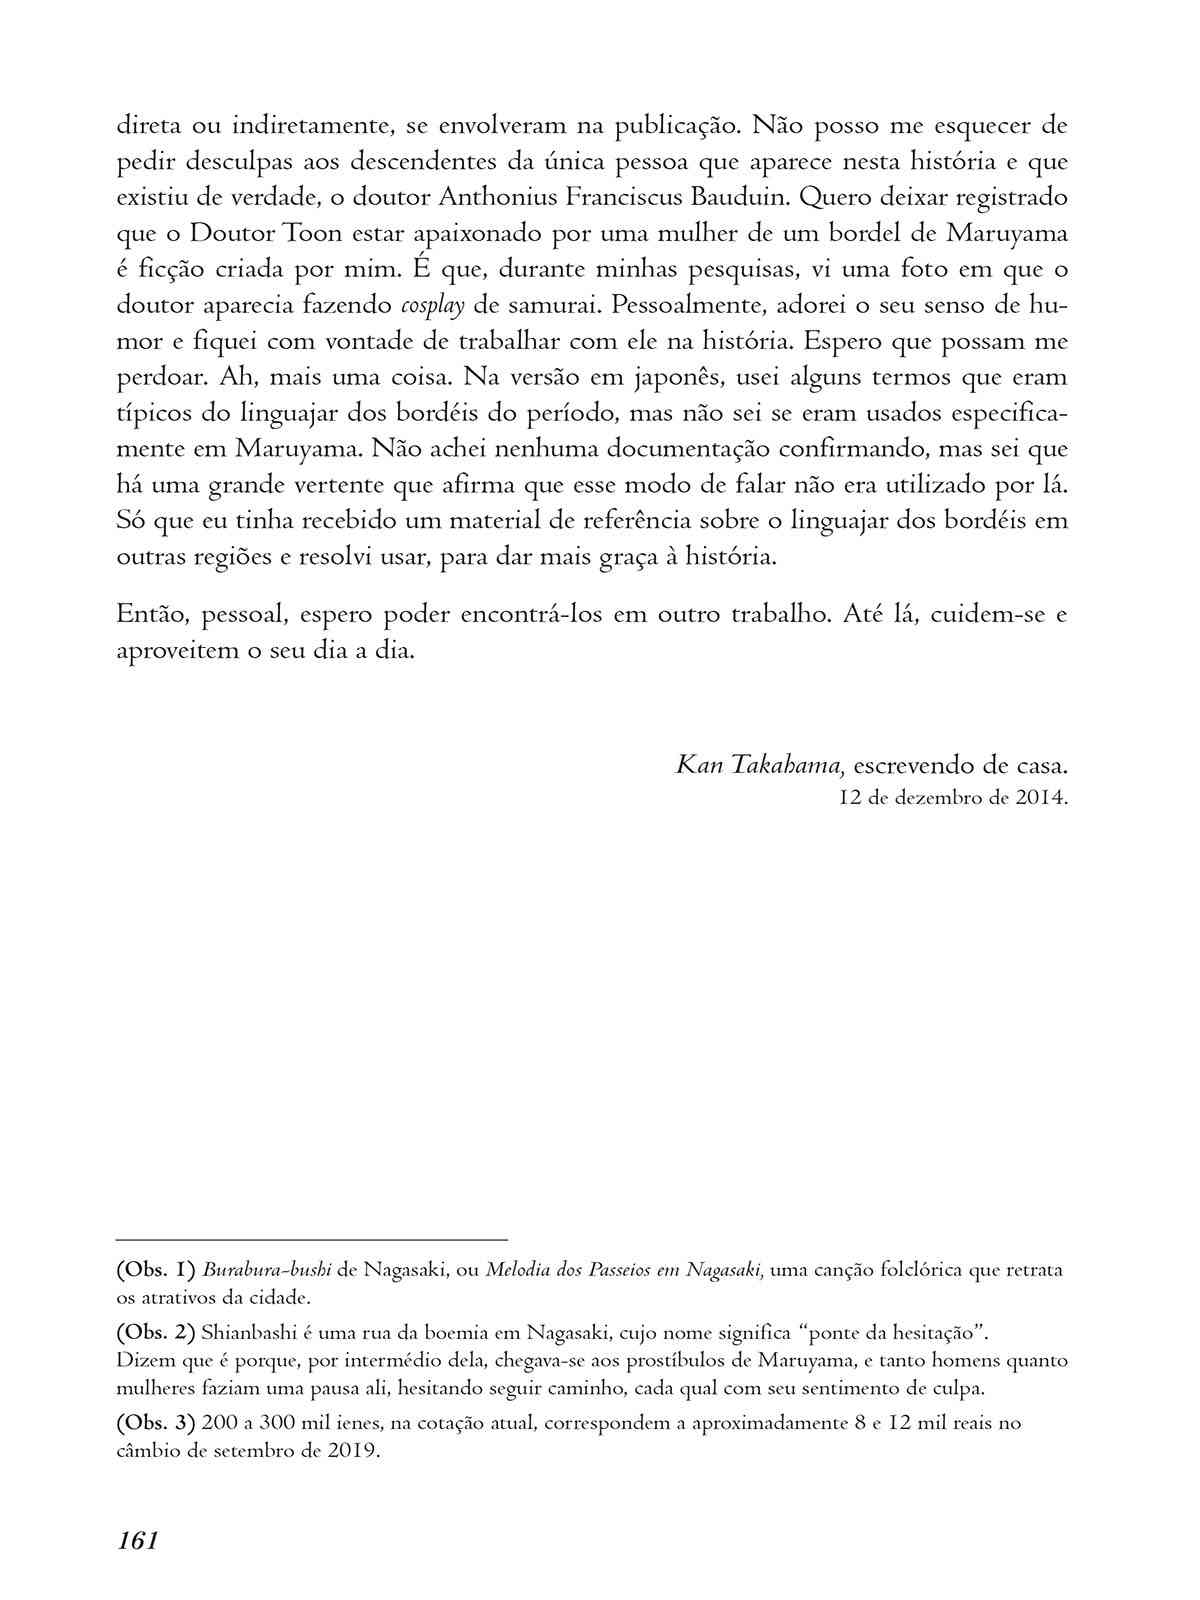 direta ou indiretamente, se envolveram na publicação. Não posso me esquecer de
pedir desculpas aos descendentes da única pessoa que aparece nesta história e que
existiu de verdade, o doutor Anthonius Franciscus Bauduin. Quero deixar registrado
que o Doutor Toon estar apaixonado por uma mulher de um bordel de Maruyama
é ficção criada por mim. É que, durante minhas pesquisas, vi uma foto em que o
doutor aparecia fazendo cosplay de samurai. Pessoalmente, adorei o seu senso de hu-
mor e fiquei com vontade de trabalhar com ele na história. Espero que possam me
perdoar. Ah, mais uma coisa. Na versão em japonês, usei alguns termos que eram
típicos do linguajar dos bordéis do período, mas não sei se eram usados especifica-
mente em Maruyama. Não achei nenhuma documentação confirmando, mas sei que
há uma grande vertente que afirma que esse modo de falar não era utilizado por lá.
Só que eu tinha recebido um material de referência sobre o linguajar dos bordéis em
outras regiões e resolvi usar, para dar mais graça à história.
Então, pessoal, espero poder encontrá-los em outro trabalho. Até lá, cuidem-se e
aproveitem o seu dia a dia.
Kan Takahama, escrevendo de casa.
12 de dezembro de 2014.
(Obs. 1) Burabura-bushi de Nagasaki, ou Melodia dos Passeios em Nagasaki, uma canção folclórica que retrata
os atrativos da cidade.
(Obs. 2) Shianbashi é uma rua da boemia em Nagasaki, cujo nome significa “ponte da hesitação”.
Dizem que é porque, por intermédio dela, chegava-se aos prostíbulos de Maruyama, e tanto homens quanto
mulheres faziam uma pausa ali, hesitando seguir caminho, cada qual com seu sentimento de culpa.
(Obs. 3) 200 a 300 mil ienes, na cotação atual, correspondem a aproximadamente 8 e 12 mil reais no
câmbio de setembro de 2019.
161